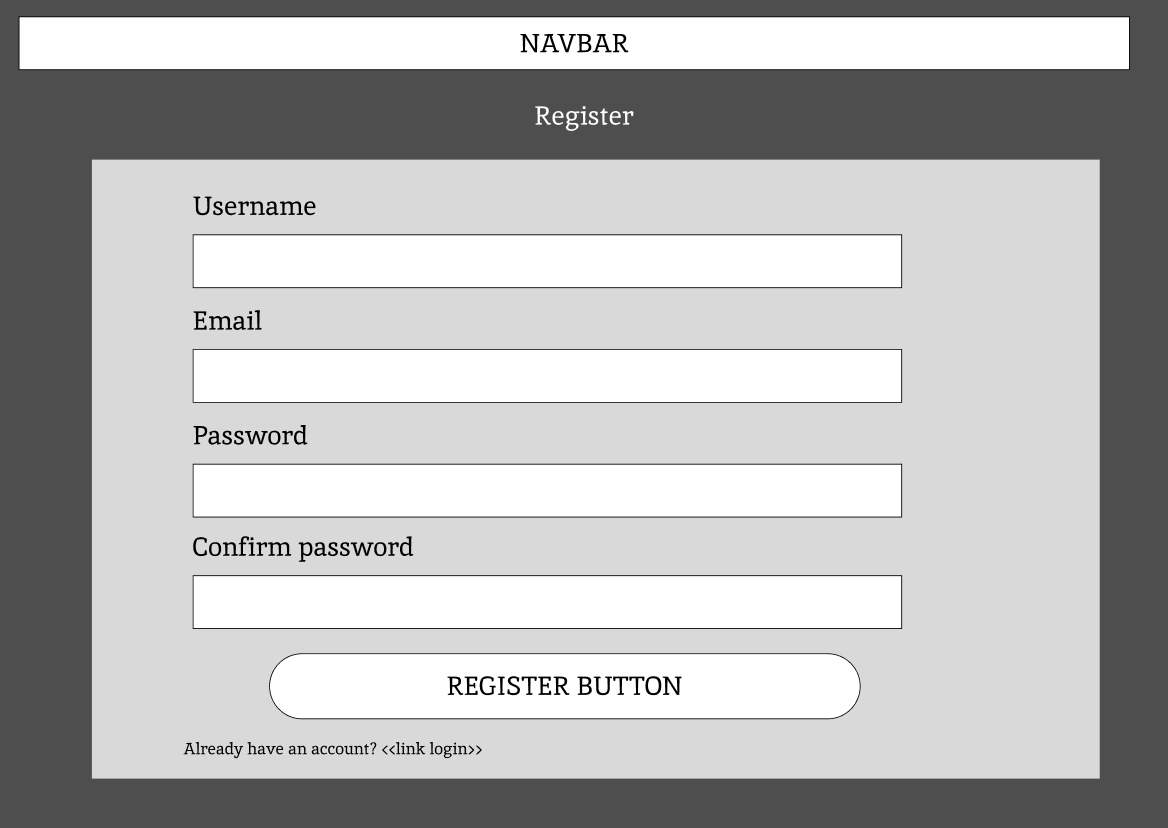 NAVBAR
Register
Username
Email
Password
Confirm password
REGISTER BUTTON
Already have an account? <<link login>>